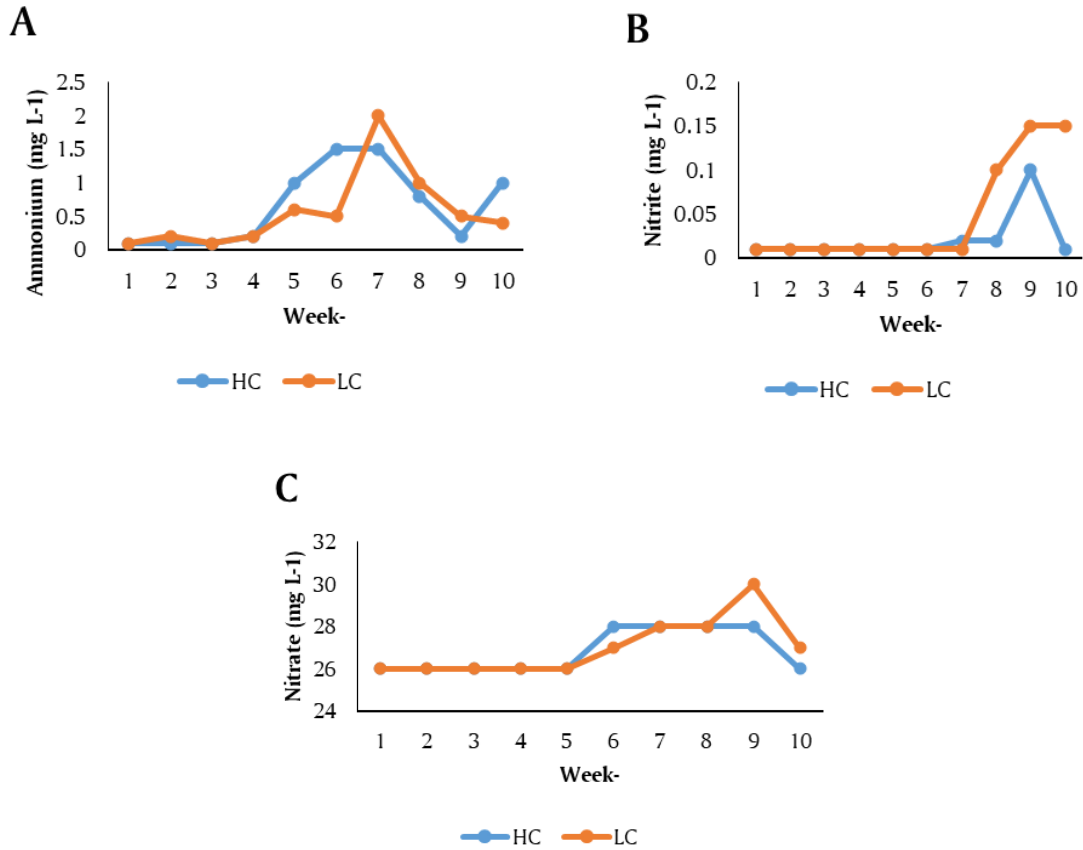 A
Ammonium (mg L-1)
2.5
2
1.5
1
0.5
0
1 2 3 4 5 6 7 8 9 10
Week-
HC LC
B
Nitrite (mg L-1)
0.2
0.15
0.1
0.05
0
1 2 3 4 5 6 7 8 9 10
Week-
HC LC
C
Nitrate (mg L-1)
32
30
28
26
24
1 2 3 4 5 6 7 8 9 10
Week-
HC LC